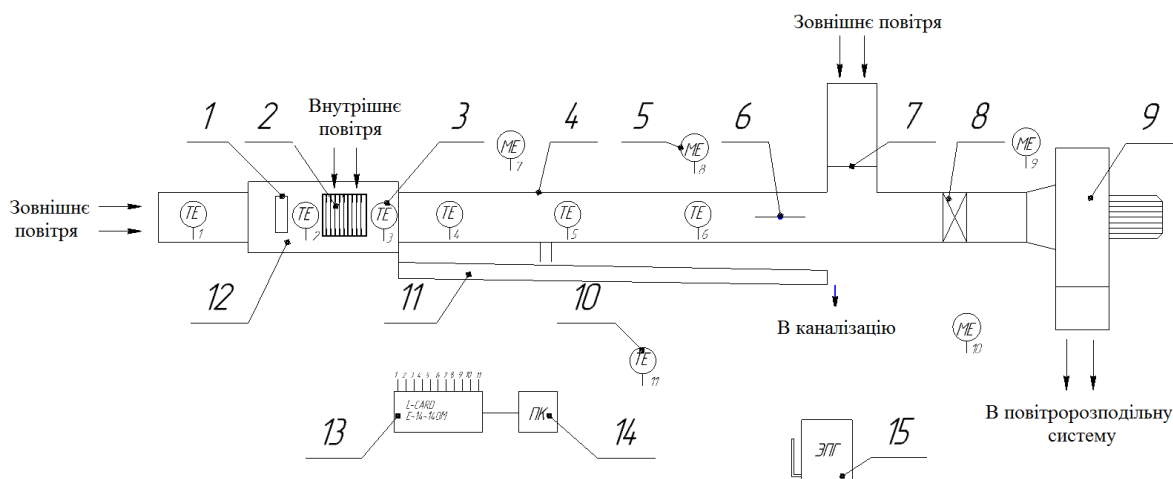 Зовнішнє повітря
1
2
Внутрішнє
повітря
3
4
5
6
7
8
9
ME
7
ME
8
ME
9
Зовнішнє
повітря
TE
1
TE
2
TE
3
TE
4
TE
5
TE
6
12
11
10
В каналізацію
ME
10
TE
11
1 2 3 4 5 6 7 8 9 10 11
L-CARD
E-14-140M
ПК
13
14
ЭПГ
15
В повітророзподільну
систему